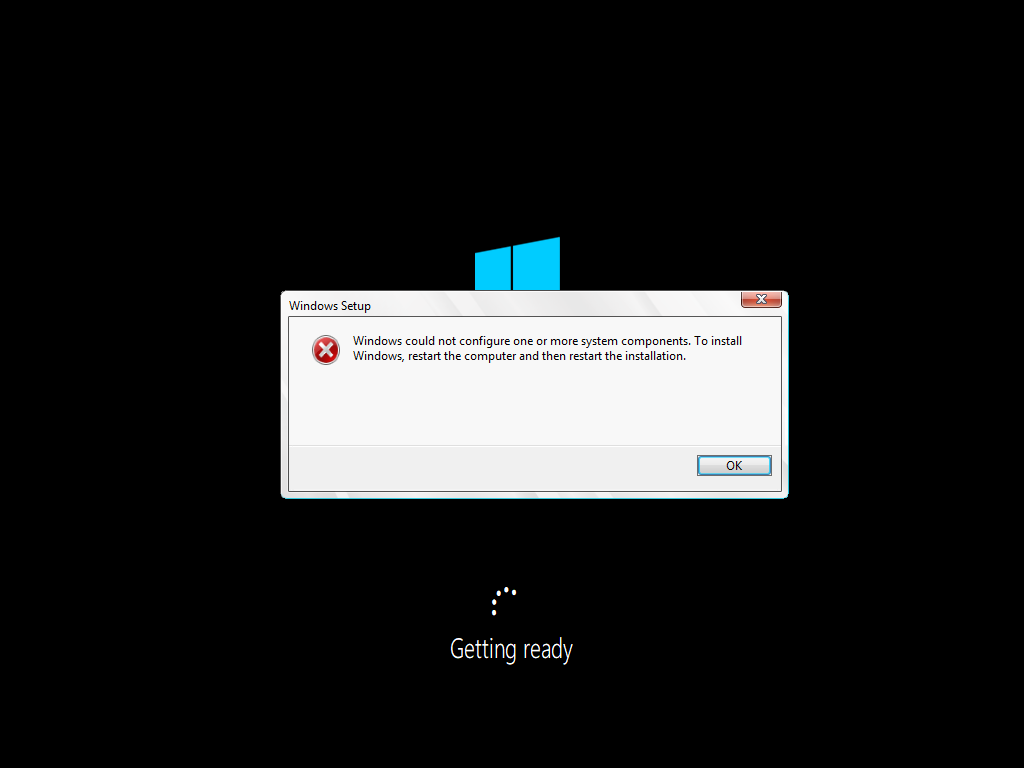 Windows Setup
Windows could not configure one or more system components. To install
Windows, restart the computer and then restart the installation.
OK
Getting ready